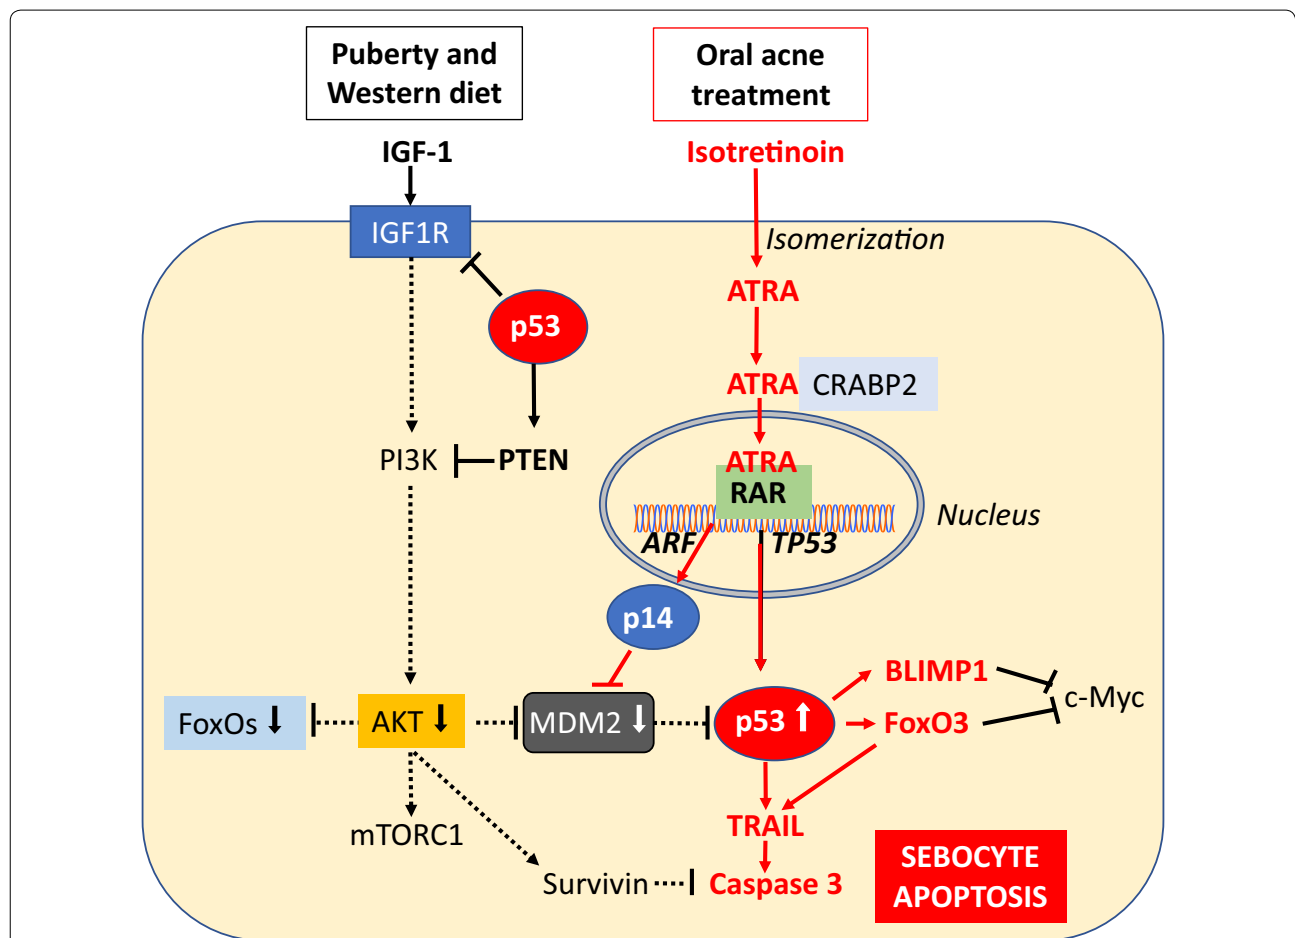 Puberty and
Western diet
Oral acne
treatment
IGF-1
Isotretinoin
IGF1R
Isomerization
ATRA
p53
ATRA
CRABP2
PI3K
PTEN
ATRA
RAR
Nucleus
ARF
TP53
p14
BLIMP1
c-Myc
FoxOs
AKT
MDM2
p53
FoxO3
mTORC1
TRAIL
Survivin
Caspase 3
SEBOCYTE
APOPTOSIS